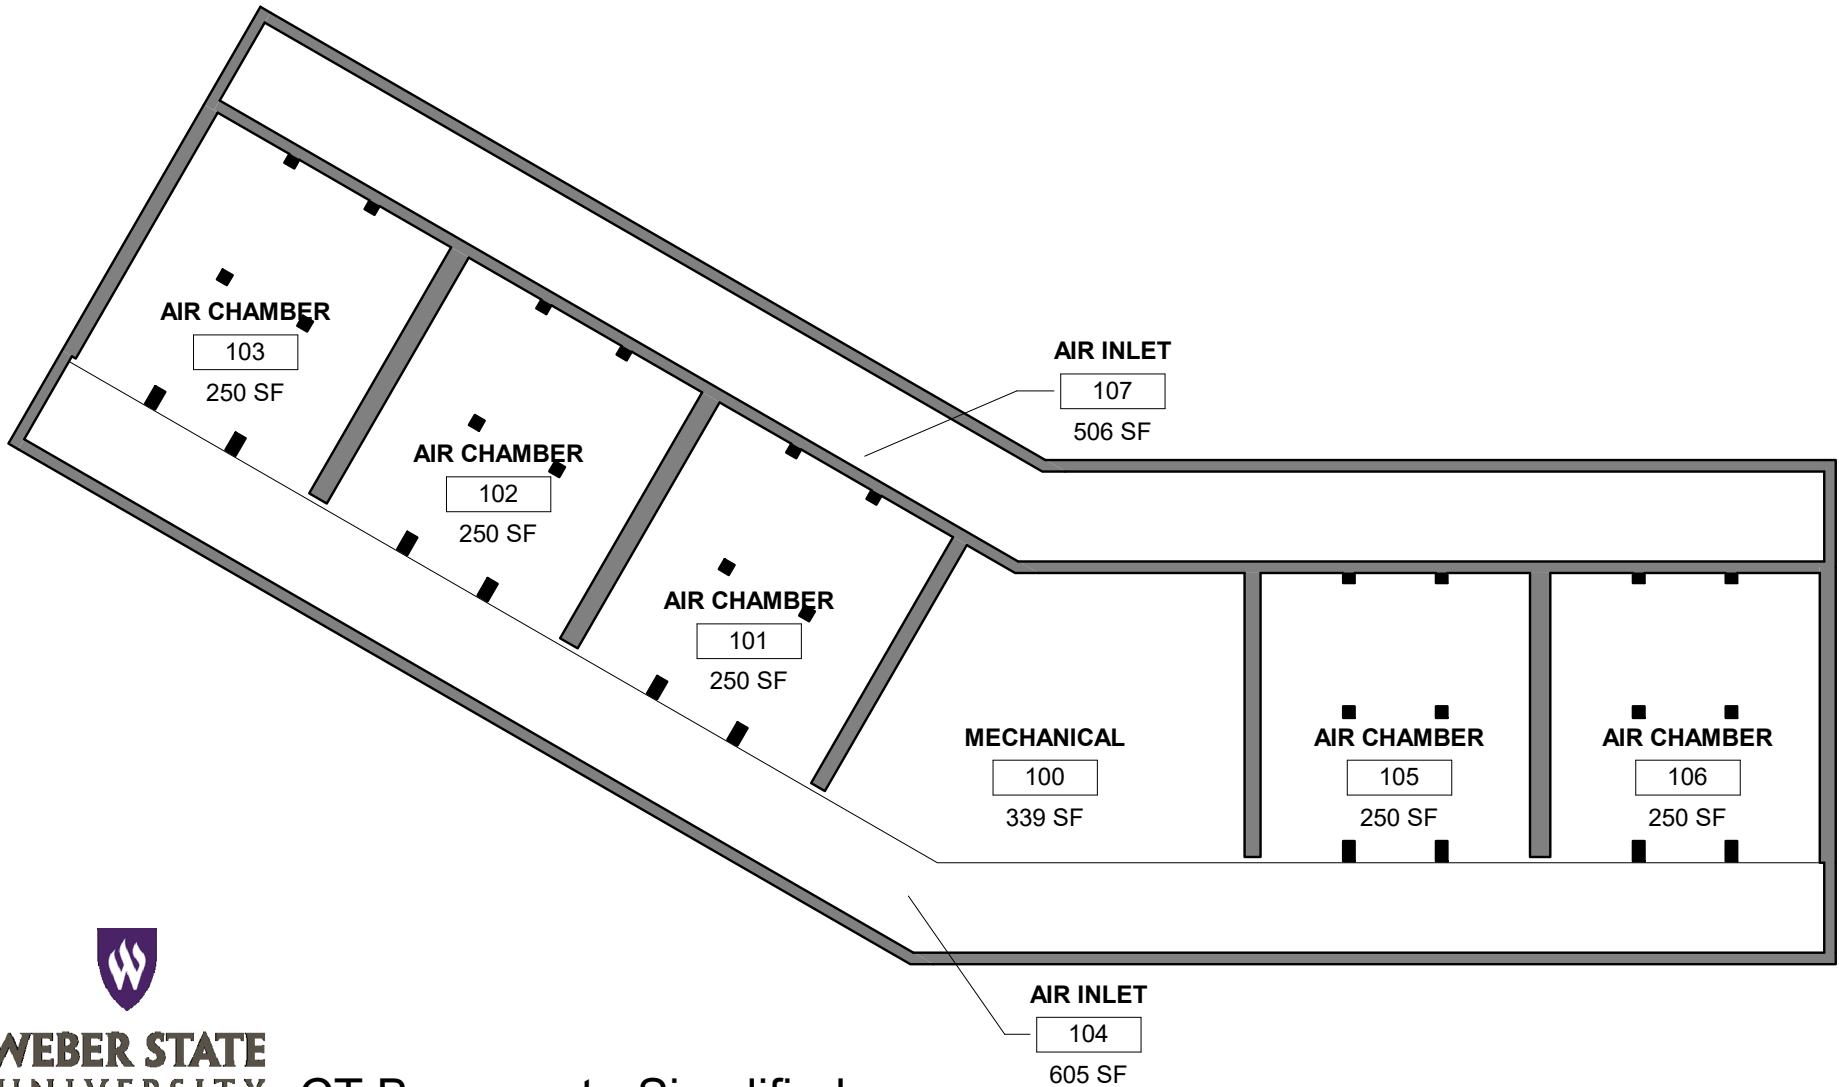 AIR CHAMBER
103
250 SF
AIR CHAMBER
102
250 SF
AIR CHAMBER
101
250 SF
AIR INLET
107
506 SF
MECHANICAL
100
339 SF
AIR CHAMBER
105
250 SF
AIR CHAMBER
106
250 SF
AIR INLET
104
605 SF
W
WEBER STATE
UNIVERSITY